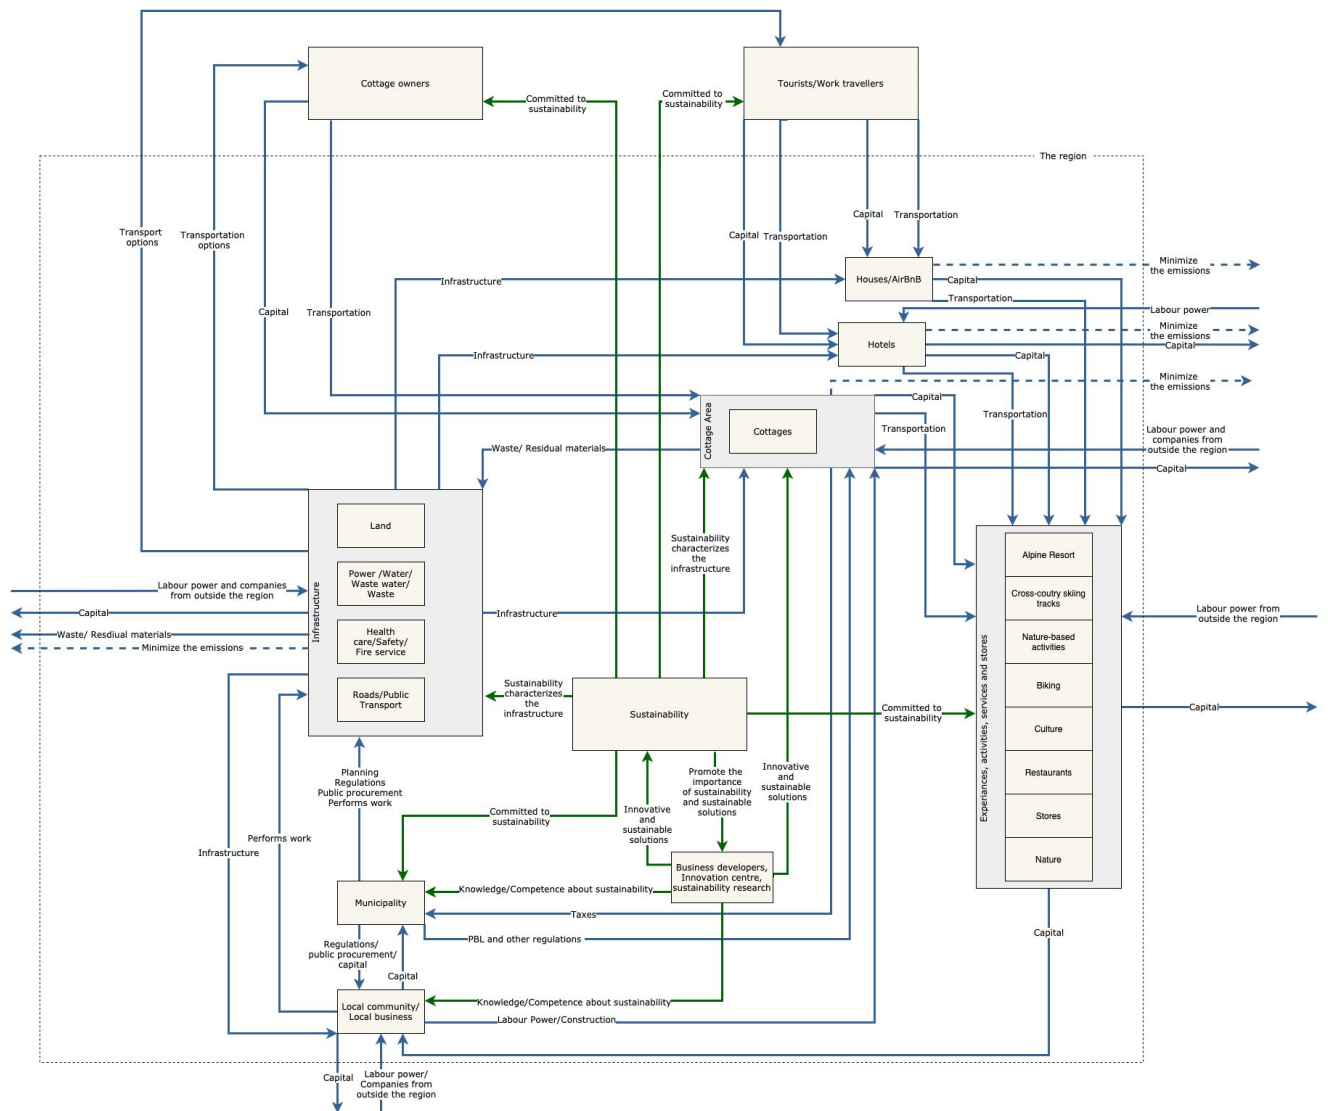 Cottage owners
Tourists/Work travellers
Committed to
sustainability
Committed to
sustainability
The region
Transport
options
Transportation
options
Capital
Transportation
Capital
Transportation
Capital
Transportation
Houses/AirBnB
Minimize
the emissions
Infrastructure
Capital
Transportation
Capital
Transportation
Labour power
Hotels
Minimize
the emissions
Capital
Infrastructure
Capital
Minimize
the emissions
Cottage Area
Cottages
Capital
Transportation
Transportation
Labour power and
companies from
outside the region
Capital
Waste/ Residual materials
Infrastructure
Land
Power /Water/
Waste water/
Waste
Health
care/Safety/
Fire service
Roads/Public
Transport
Labour power and companies
from outside the region
Capital
Waste/ Resdiual materials
Minimize the emissions
Infrastructure
Sustainability
characterizes
the
infrastructure
Sustainability
characterizes
the
infrastructure
Sustainability
Committed to
sustainability
Experiances, activities, services and stores
Alpine Resort
Cross-coutry skiing
tracks
Nature-based
activities
Biking
Culture
Restaurants
Stores
Nature
Labour power from
outside the region
Capital
Planning
Regulations
Public procurement
Performs work
Performs work
Infrastructure
Committed to
sustainability
Innovative
and
sustainable
solutions
Promote the
importance
of sustainability
and sustainable
solutions
Innovative
and
sustainable
solutions
Business developers,
Innovation centre,
sustainability research
Municipality
Knowledge/Competence about sustainability
Taxes
PBL and other regulations
Regulations/
public procurement/
capital
Capital
Capital
Local community/
Local business
Knowledge/Competence about sustainability
Labour Power/Construction
Capital
Labour power/
Companies from
outside the region